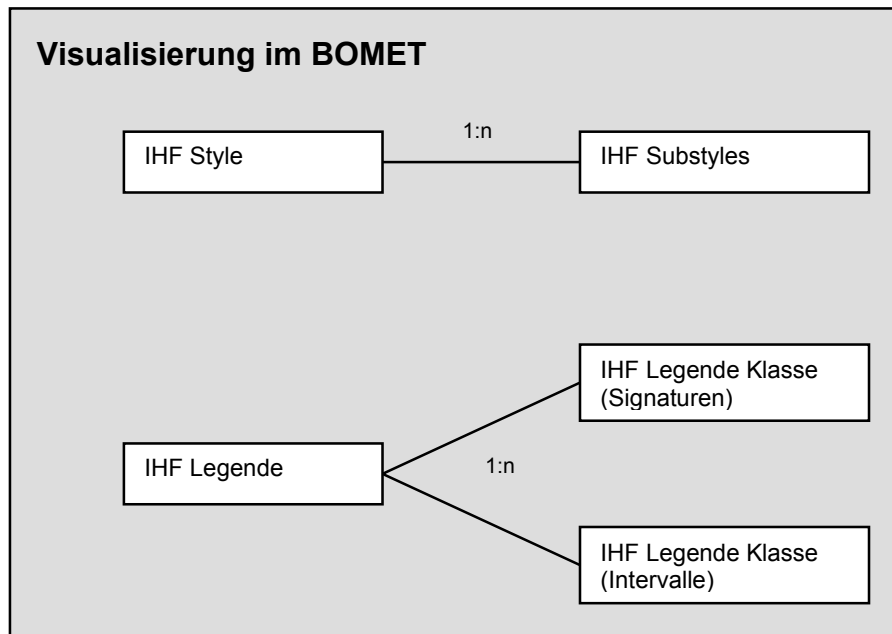 Visualisierung im BOMET
1:n
IHF Style
IHF Substyles
IHF Legende Klasse
(Signaturen)
IHF Legende
1:n
IHF Legende Klasse
(Intervalle)